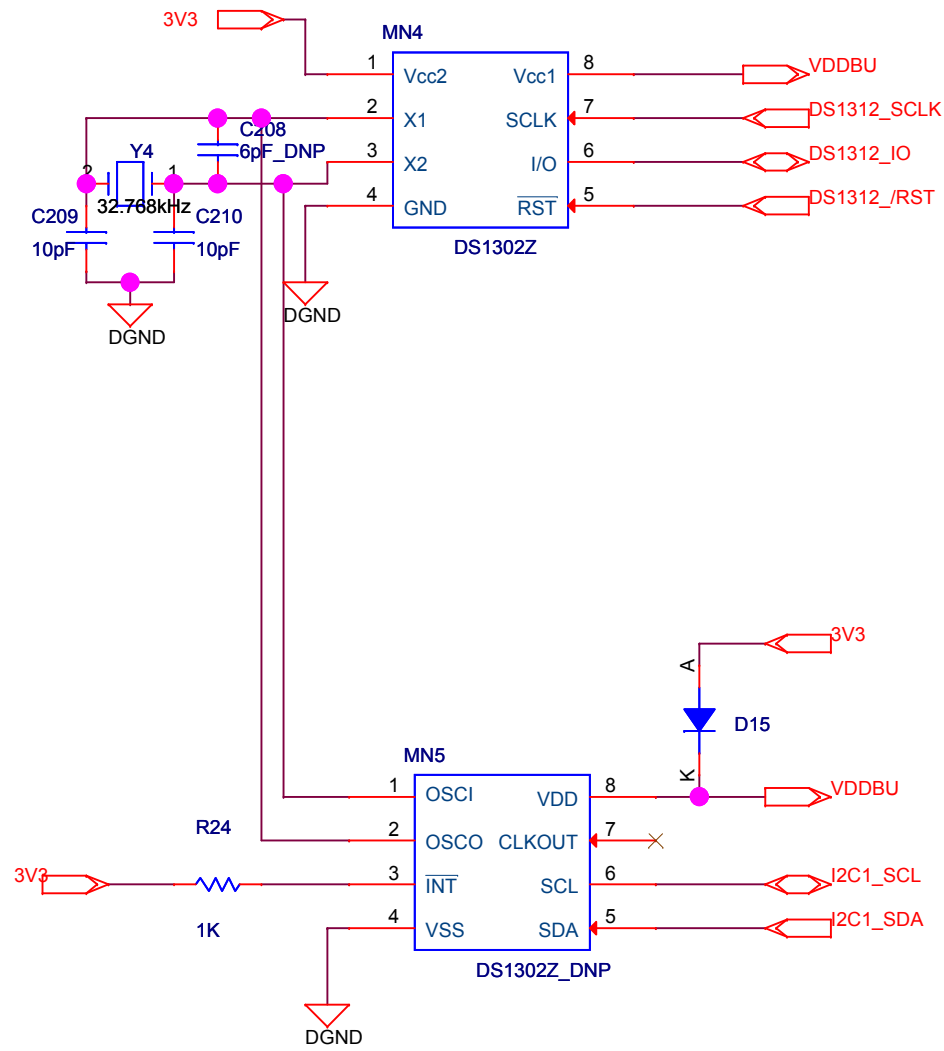 3V3
MN4
1
Vcc2
Vcc1
8
VDDBU
2
X1
SCLK
7
DS1312_SCLK
3
X2
I/O
6
DS1312_IO
4
GND
RST
5
DS1312_/RST
DS1302Z
C208
6pF_DNP
Y4
2
1
32.768kHz
C209
10pF
C210
10pF
DGND
DGND
3V3
A
D15
K
MN5
1
OSCI
VDD
8
VDDBU
2
OSCO
CLKOUT
7
R24
3V3
1K
3
INT
SCL
6
I2C1_SCL
4
VSS
SDA
5
I2C1_SDA
DS1302Z_DNP
DGND